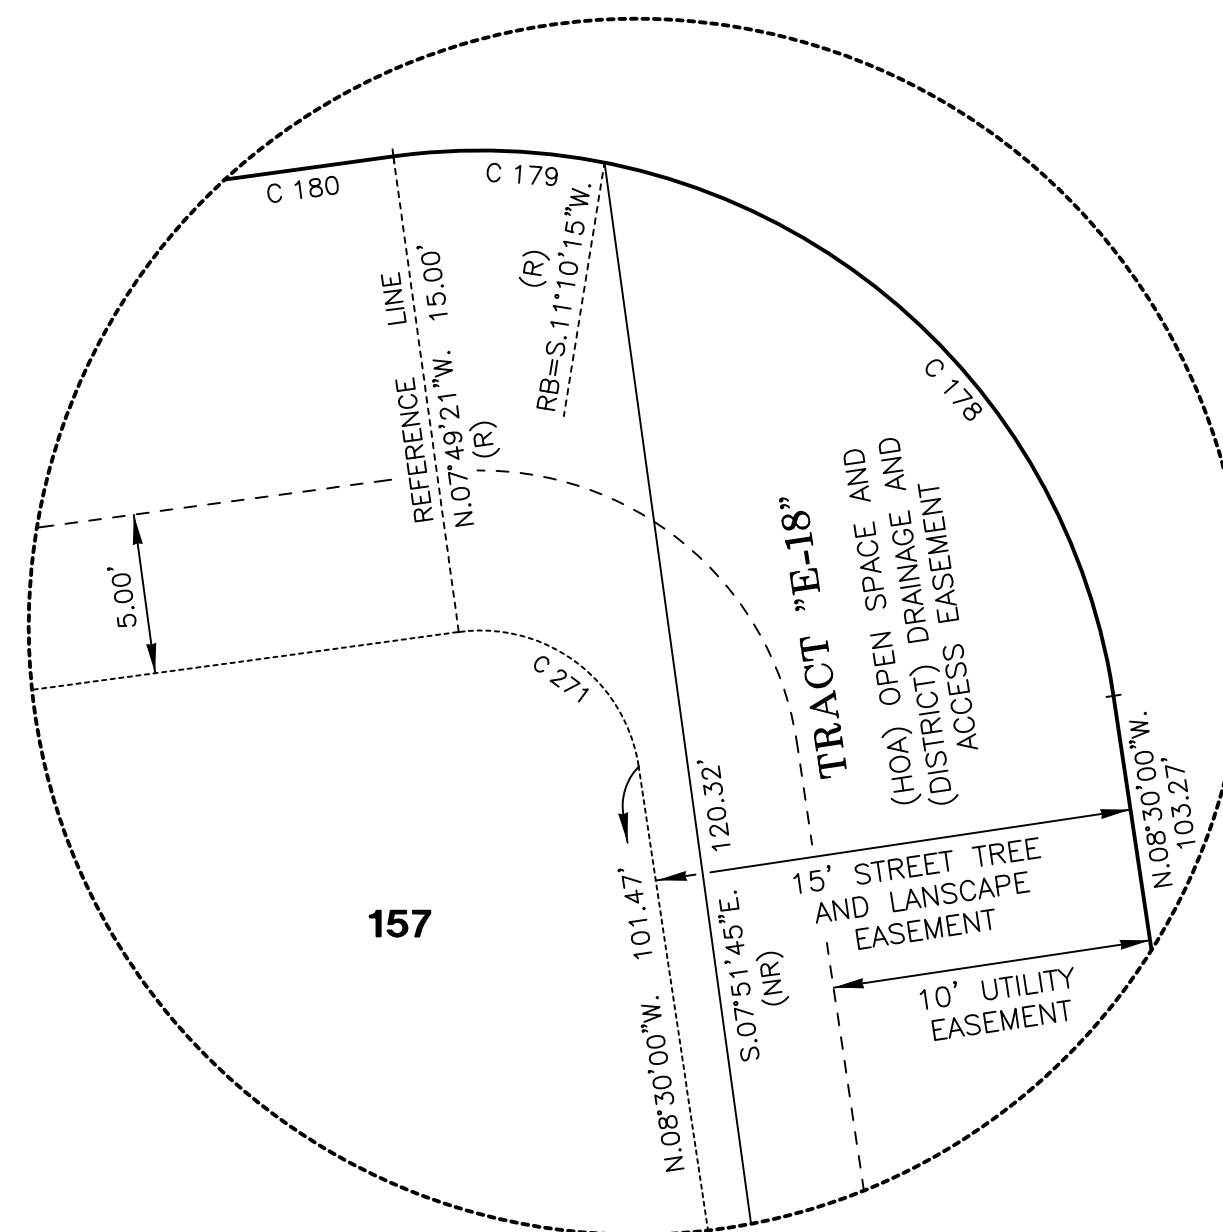 C 180
C 179
RB=S.11°10'15"W.
(R)
REFERENCE LINE
N.07°49'21"W. 15.00'
(R)
C 178
5.00'
C 271
TRACT "E-18"
(HOA) OPEN SPACE AND
(DISTRICT) DRAINAGE AND
ACCESS EASEMENT
N.08°30'00"W.
103.27'
120.32'
S.07°51'45"E.
(NR)
15' STREET TREE
AND LANSCAPE
EASEMENT
N.08°30'00"W. 101.47'
157
10' UTILITY
EASEMENT